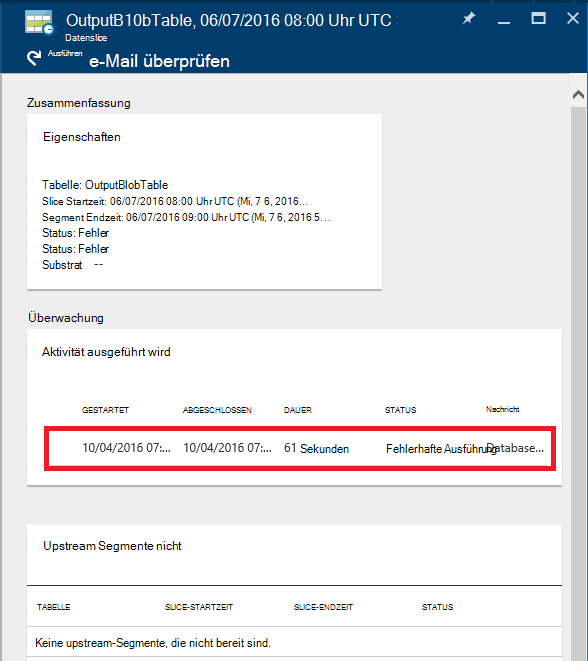 OutputB10bTable, 06/07/2016 08:00 Uhr UTC
Datenslice
Ausführen e-Mail überprüfen
Zusammenfassung
Eigenschaften
Tabelle: OutputBlobTable
Slice Startzeit: 06/07/2016 08:00 Uhr UTC (Mi, 7 6, 2016...
Segment Endzeit: 06/07/2016 09:00 Uhr UTC (Mi, 7 6, 2016 5...
Status: Fehler
Status: Fehler
Substrat --
Überwachung
Aktivität ausgeführt wird
GESTARTET ABGESCHLOSSEN DAUER STATUS Nachricht
10/04/2016 07:... 10/04/2016 07:... 61 Sekunden Fehlerhafte Ausführung Database...
Upstream Segmente nicht
TABELLE SLICE-STARTZEIT SLICE-ENDZEIT STATUS
Keine upstream-Segmente, die nicht bereit sind.